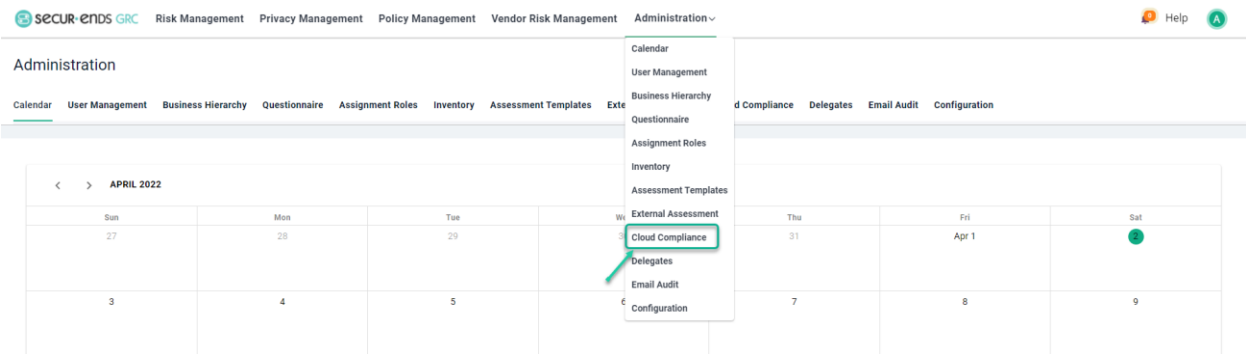 SECUR·ENDS GRC Risk Management Privacy Management Policy Management Vendor Risk Management Administration 9 Help A
Calendar
Administration
User Management
Business Hierarchy
Calendar User Management Business Hierarchy Questionnaire Assignment Roles Inventory Assessment Templates Exte d Compliance Delegates Email Audit Configuration
Questionnaire
Assignment Roles
Inventory
APRIL 2022
Assessment Templates
External Assessment
Sun Mon Tue We Thu Fri Sat
Cloud Compliance
27 28 29 31 Apr 1 2
Delegates
Email Audit
3 4 5 6 7 8 9
Configuration